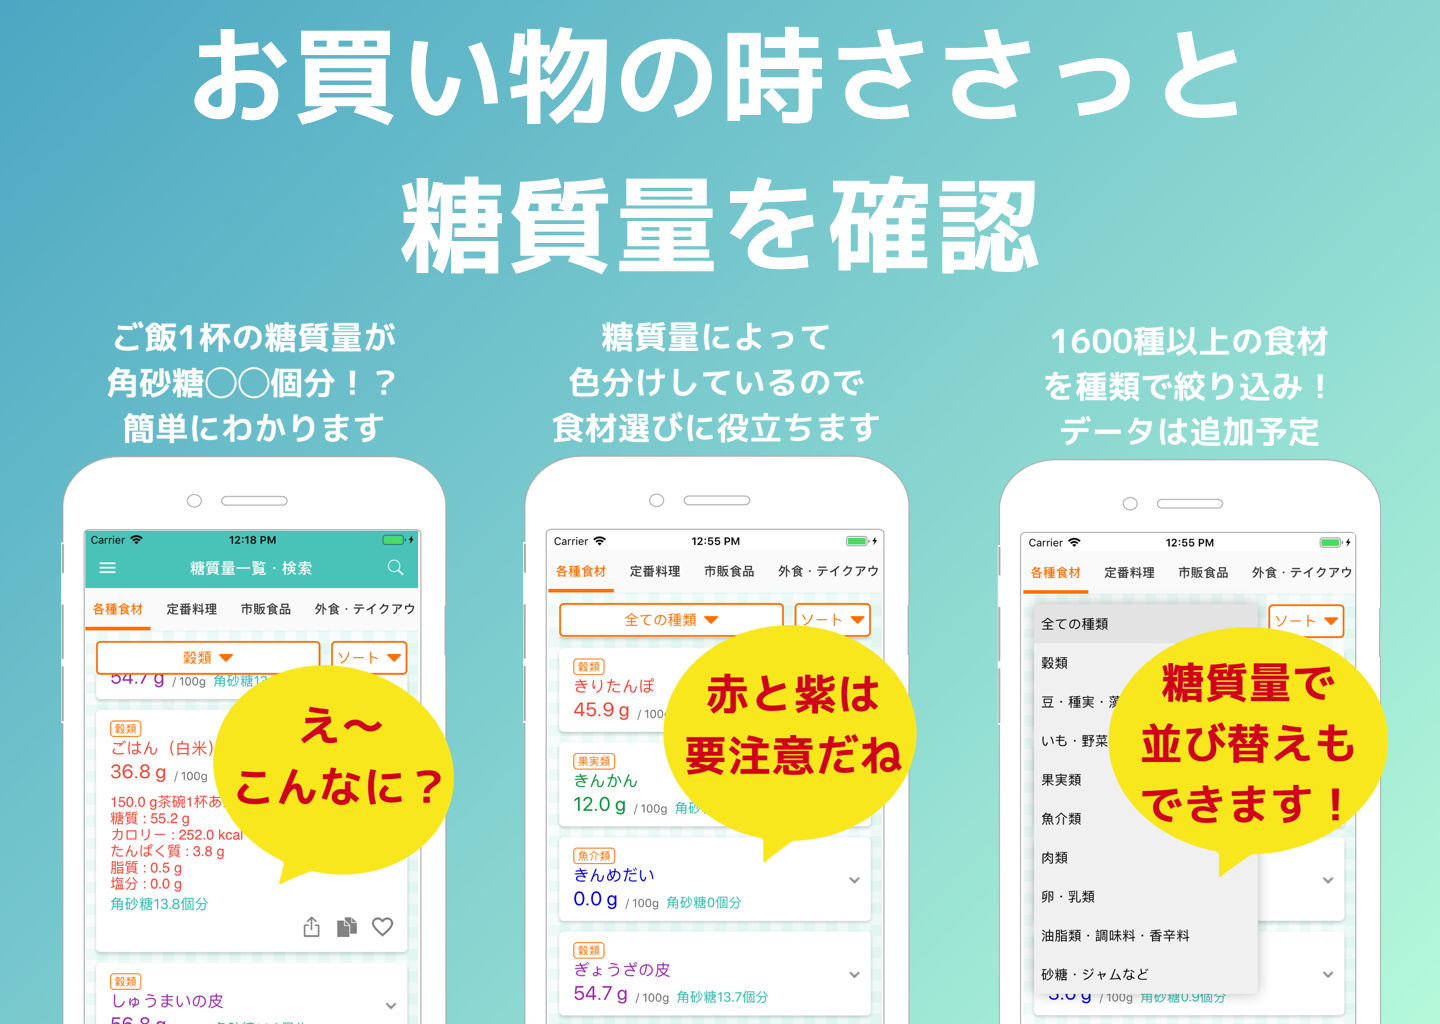 お買い物の時ささっと
糖質量を確認
ご飯1杯の糖質量が
角砂糖◯◯個分！？
簡単にわかります
糖質量によって
色分けしているので
食材選びに役立ちます
1600種以上の食材
を種類で絞り込み！
データは追加予定
Carrier 12:18 PM
糖質量一覧・検索
各種食材 定番料理 市販食品 外食・テイクアウ
穀類 ソート
54.7 g / 100g 角砂糖13
穀類
ごはん（白米）
36.8 g / 100g
150.0 g茶碗1杯あ
糖質 : 55.2 g
カロリー : 252.0 kcal
たんぱく質 : 3.8 g
脂質 : 0.5 g
塩分 : 0.0 g
角砂糖13.8個分
え〜
こんなに？
穀類
しゅうまいの皮
56.8 g
Carrier 12:55 PM
各種食材 定番料理 市販食品 外食・テイクアウ
全ての種類 ソート
穀類
きりたんぽ
45.9 g / 100
果実類
きんかん
12.0 g / 100g 角砂
赤と紫は
要注意だね
魚介類
きんめだい
0.0 g / 100g 角砂糖0個分
穀類
ぎょうざの皮
54.7 g / 100g 角砂糖13.7個分
Carrier 12:55 PM
各種食材 定番料理 市販食品 外食・テイクアウ
ソート
全ての種類
穀類
豆・種実・藻
いも・野菜
果実類
魚介類
肉類
卵・乳類
油脂類・調味料・香辛料
砂糖・ジャムなど
糖質量で
並び替えも
できます！
3.6 g / 100g 角砂糖0.9個分